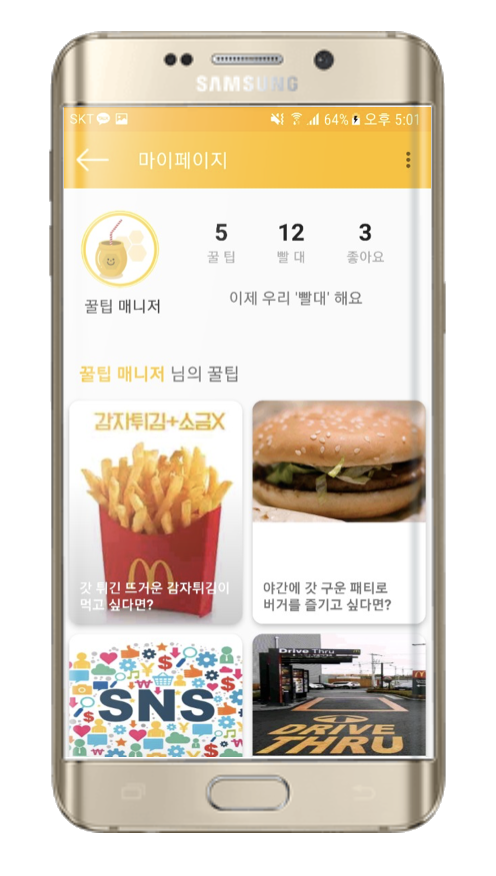 SAMSUNG
SKT 64% 오후 5:01
마이페이지
5 12 3
꿀 팁 빨 대 좋아요
꿀팁 매니저
이제 우리 '빨대' 해요
꿀팁 매니저 님의 꿀팁
감자튀김+소금X
갓 튀긴 뜨거운 감자튀김이
먹고 싶다면?
야간에 갓 구운 패티로
버거를 즐기고 싶다면?
SNS
Drive Thru
DRIVE
THRU